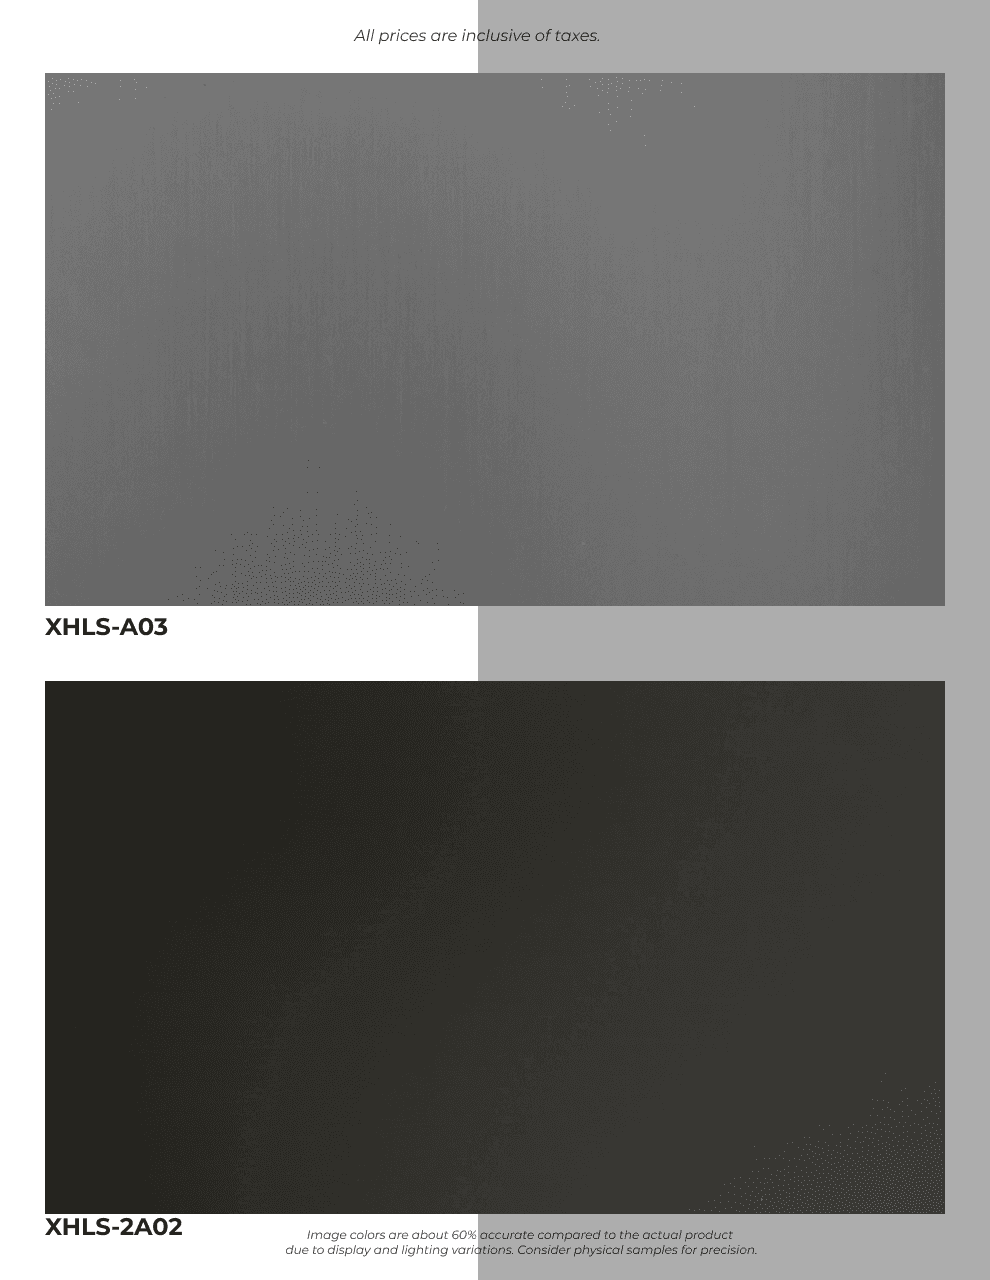 All prices are inclusive of taxes.
XHLS-A03
XHLS-2A02
Image colors are about 60% accurate compared to the actual product
due to display and lighting variations. Consider physical samples for precision.